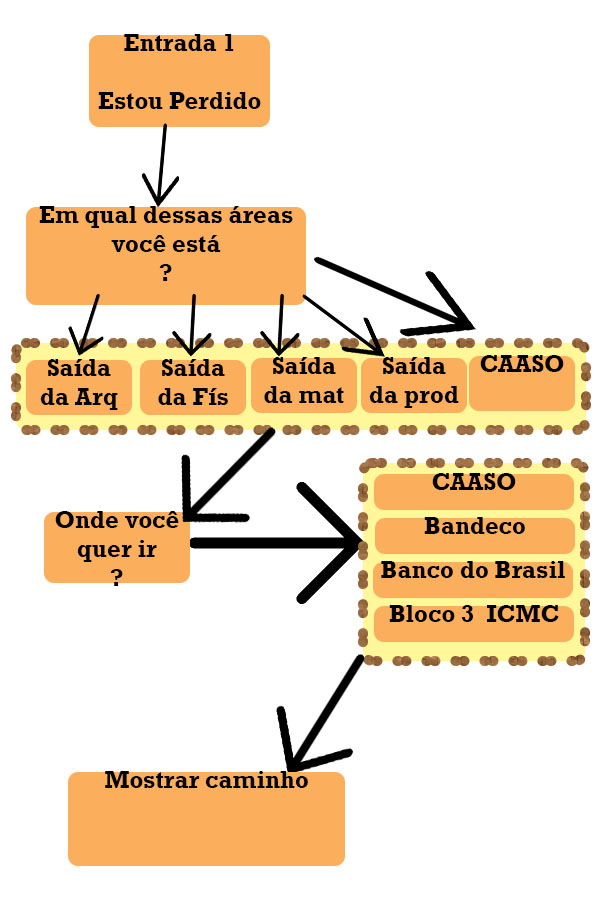 Entrada 1
Estou Perdido
Em qual dessas áreas
você está
?
Saída
da Arq
Saída
da Fís
Saída
da mat
Saída
da prod
CAASO
Onde você
quer ir
?
CAASO
Bandeco
Banco do Brasil
Bloco 3 ICMC
Mostrar caminho